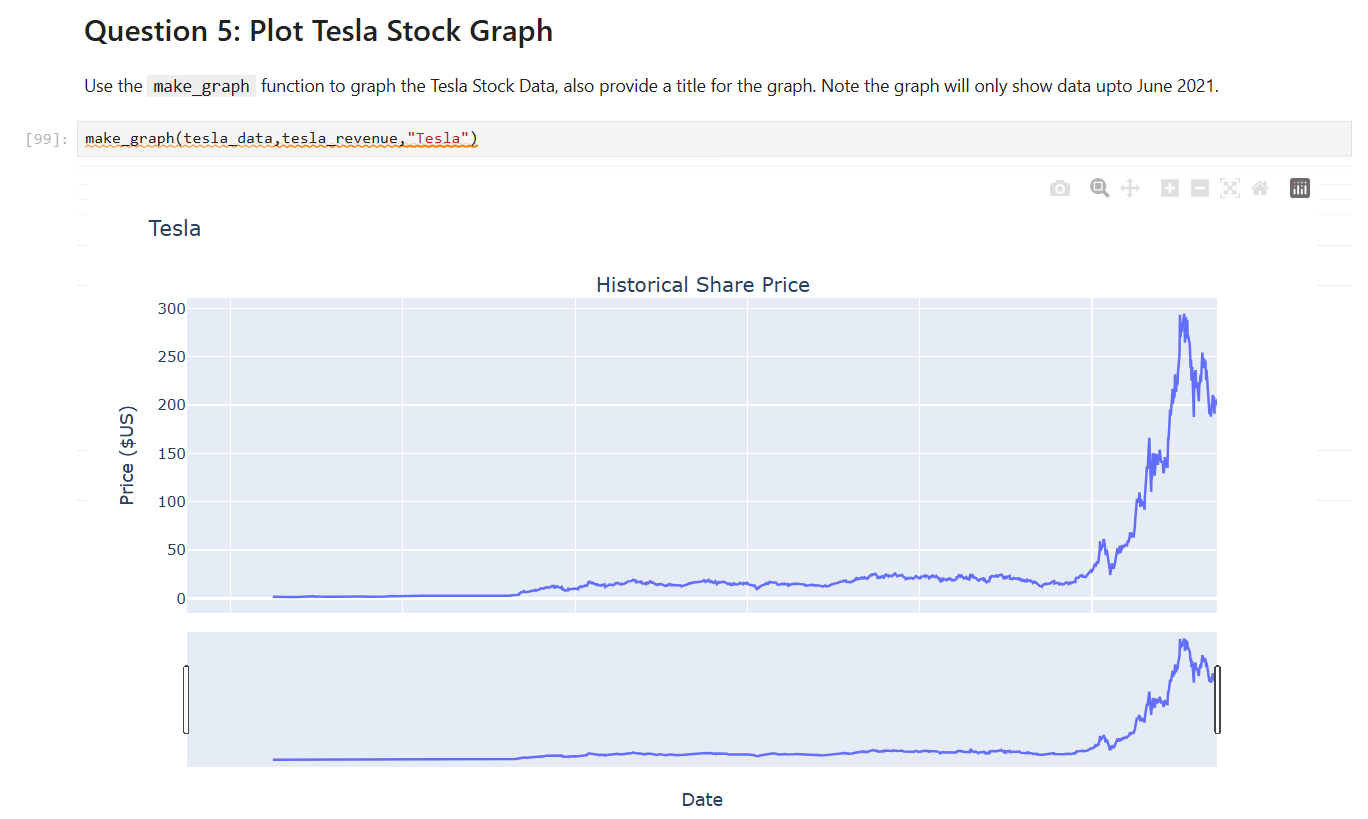 Question 5: Plot Tesla Stock Graph
Use the make_graph function to graph the Tesla Stock Data, also provide a title for the graph. Note the graph will only show data upto June 2021.
[99]: make_graph(tesla_data,tesla_revenue,"Tesla")
Tesla
Historical Share Price
300
250
200
150
100
50
0
Price ($US)
Date